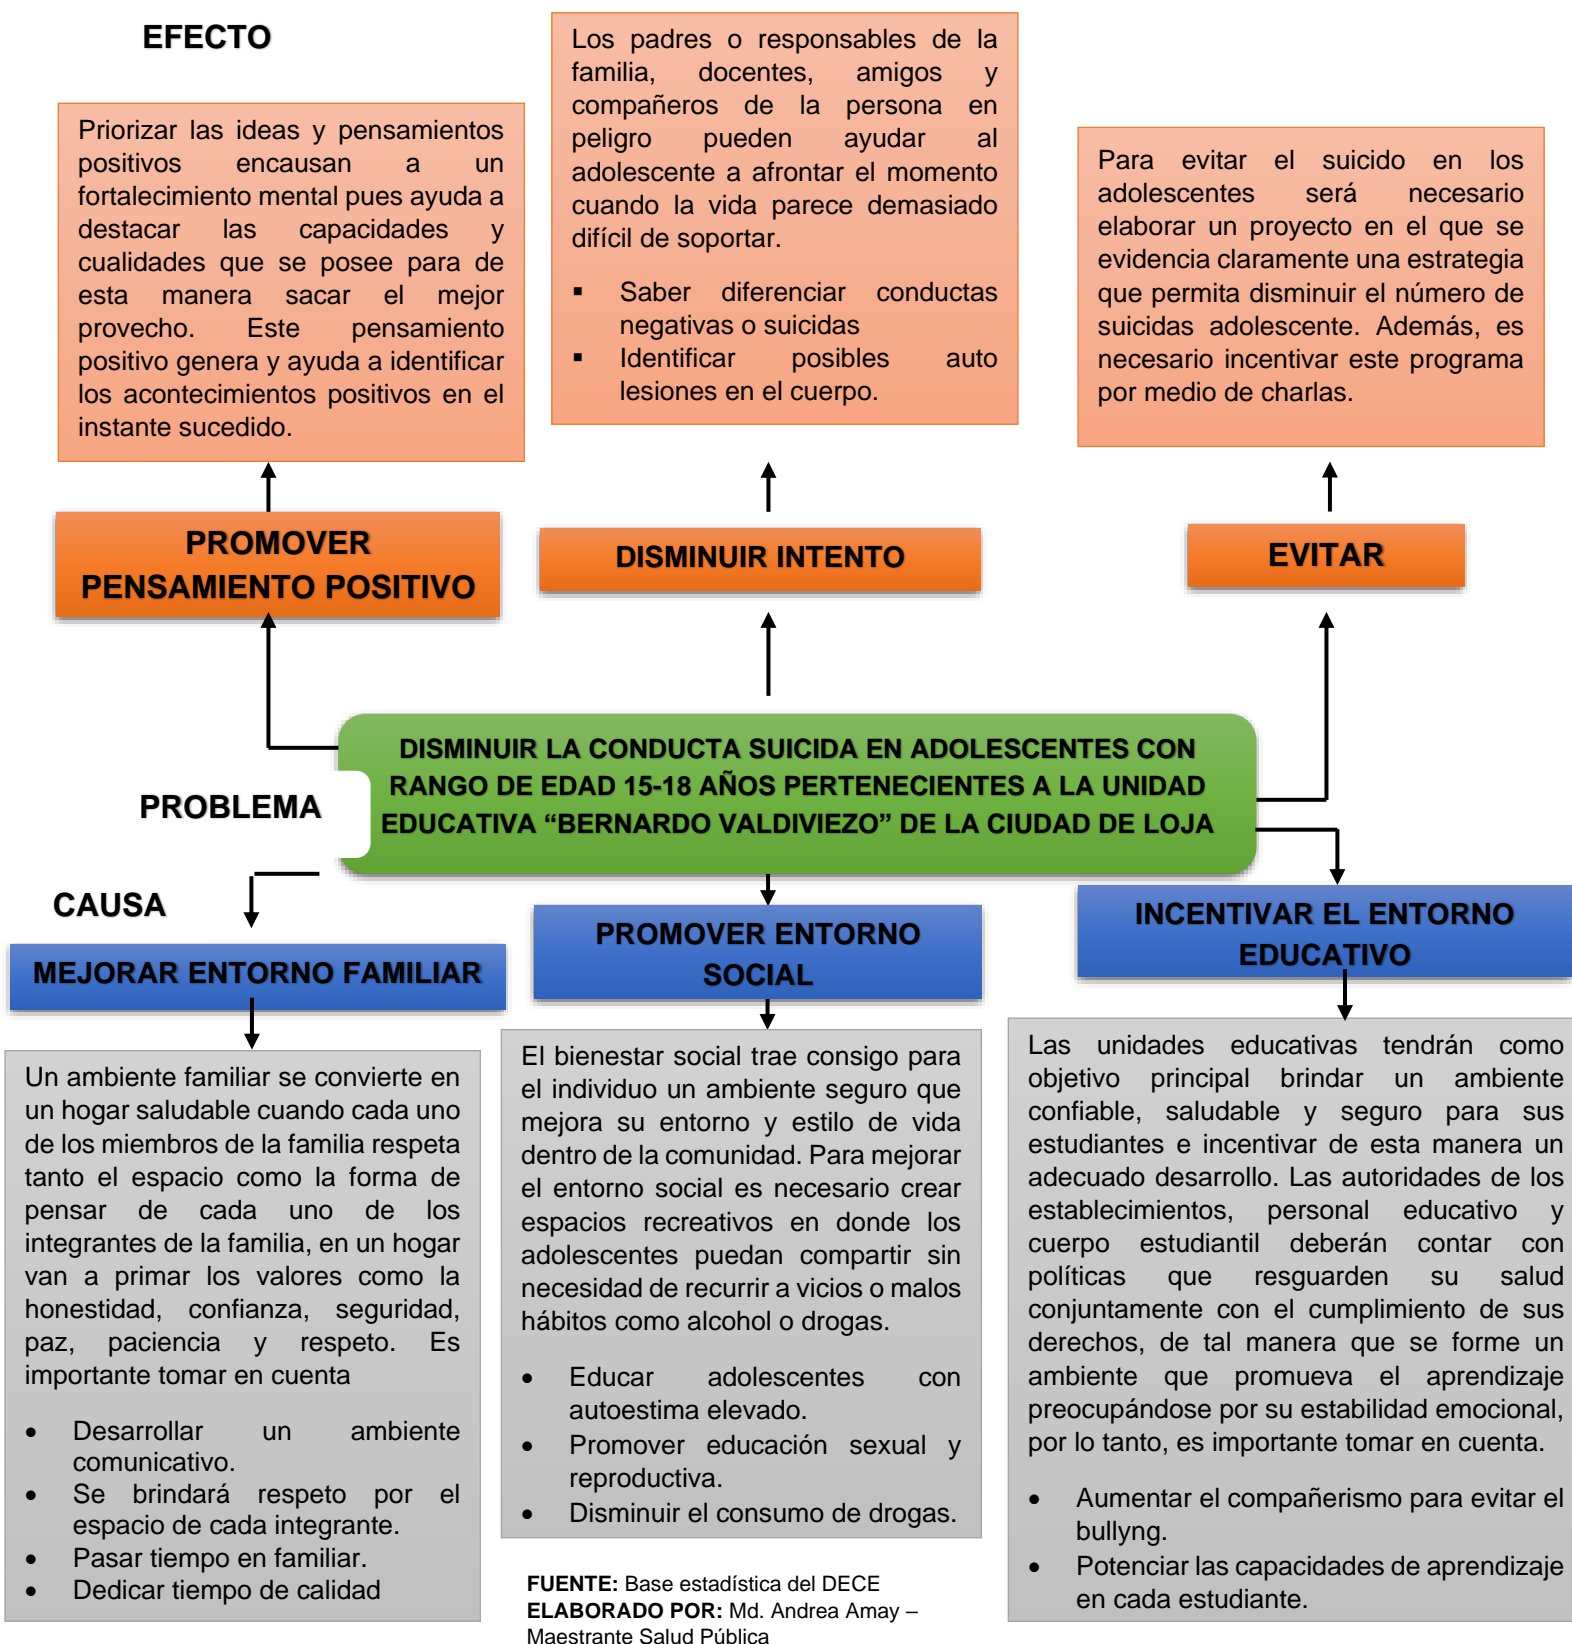 EFECTO
Priorizar las ideas y pensamientos
positivos encausan a un
fortalecimiento mental pues ayuda a
destacar las capacidades y
cualidades que se posee para de
esta manera sacar el mejor
provecho. Este pensamiento
positivo genera y ayuda a identificar
los acontecimientos positivos en el
instante sucedido.
Los padres o responsables de la
familia, docentes, amigos y
compañeros de la persona en
peligro pueden ayudar al
adolescente a afrontar el momento
cuando la vida parece demasiado
difícil de soportar.
▪ Saber diferenciar conductas
negativas o suicidas
▪ Identificar posibles auto
lesiones en el cuerpo.
Para evitar el suicido en los
adolescentes será necesario
elaborar un proyecto en el que se
evidencia claramente una estrategia
que permita disminuir el número de
suicidas adolescente. Además, es
necesario incentivar este programa
por medio de charlas.
PROMOVER
PENSAMIENTO POSITIVO
DISMINUIR INTENTO
EVITAR
PROBLEMA
DISMINUIR LA CONDUCTA SUICIDA EN ADOLESCENTES CON
RANGO DE EDAD 15-18 AÑOS PERTENECIENTES A LA UNIDAD
EDUCATIVA “BERNARDO VALDIVIEZO” DE LA CIUDAD DE LOJA
CAUSA
MEJORAR ENTORNO FAMILIAR
PROMOVER ENTORNO
SOCIAL
INCENTIVAR EL ENTORNO
EDUCATIVO
Un ambiente familiar se convierte en
un hogar saludable cuando cada uno
de los miembros de la familia respeta
tanto el espacio como la forma de
pensar de cada uno de los
integrantes de la familia, en un hogar
van a primar los valores como la
honestidad, confianza, seguridad,
paz, paciencia y respeto. Es
importante tomar en cuenta
• Desarrollar un ambiente
comunicativo.
• Se brindará respeto por el
espacio de cada integrante.
• Pasar tiempo en familiar.
• Dedicar tiempo de calidad
El bienestar social trae consigo para
el individuo un ambiente seguro que
mejora su entorno y estilo de vida
dentro de la comunidad. Para mejorar
el entorno social es necesario crear
espacios recreativos en donde los
adolescentes puedan compartir sin
necesidad de recurrir a vicios o malos
hábitos como alcohol o drogas.
• Educar adolescentes con
autoestima elevado.
• Promover educación sexual y
reproductiva.
• Disminuir el consumo de drogas.
Las unidades educativas tendrán como
objetivo principal brindar un ambiente
confiable, saludable y seguro para sus
estudiantes e incentivar de esta manera un
adecuado desarrollo. Las autoridades de los
establecimientos, personal educativo y
cuerpo estudiantil deberán contar con
políticas que resguarden su salud
conjuntamente con el cumplimiento de sus
derechos, de tal manera que se forme un
ambiente que promueva el aprendizaje
preocupándose por su estabilidad emocional,
por lo tanto, es importante tomar en cuenta.
• Aumentar el compañerismo para evitar el
bullyng.
• Potenciar las capacidades de aprendizaje
en cada estudiante.
FUENTE: Base estadística del DECE
ELABORADO POR: Md. Andrea Amay –
Maestrante Salud Pública